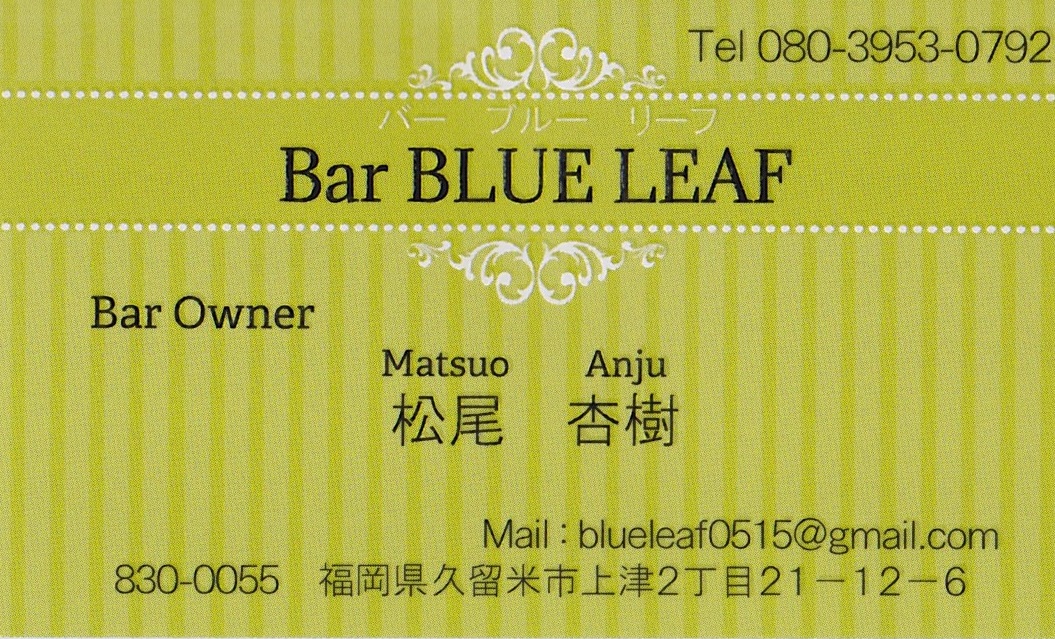 Tel 080-3953-0792
バー ブルー リーフ
Bar BLUE LEAF
Bar Owner
Matsuo Anju
松尾 杏樹
Mail : blueleaf0515@gmail.com
830-0055 福岡県久留米市上津2丁目21－12－6